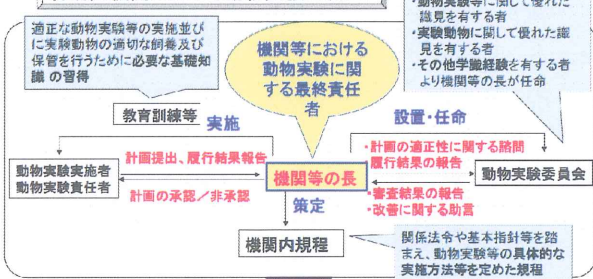 ・動物実験等に関して優れた
識見を有する者
・実験動物に関して優れた識
見を有する者
・その他学識経験を有する者
より機関等の長が任命
適正な動物実験等の実施並び
に実験動物の適切な飼養及び
保管を行うために必要な基礎知
識 の習得
機関等における
動物実験に関
する最終責任
者
教育訓練等
実施
設置・任命
計画提出、履行結果報告
・計画の適正性に関する諮問
履行結果の報告
動物実験実施者
動物実験責任者
機関等の長
動物実験委員会
計画の承認／非承認
・審査結果の報告
・改善に関する助言
策定
機関内規程
関係法令や基本指針等を踏
まえ、動物実験等の具体的な
実施方法等を定めた規程